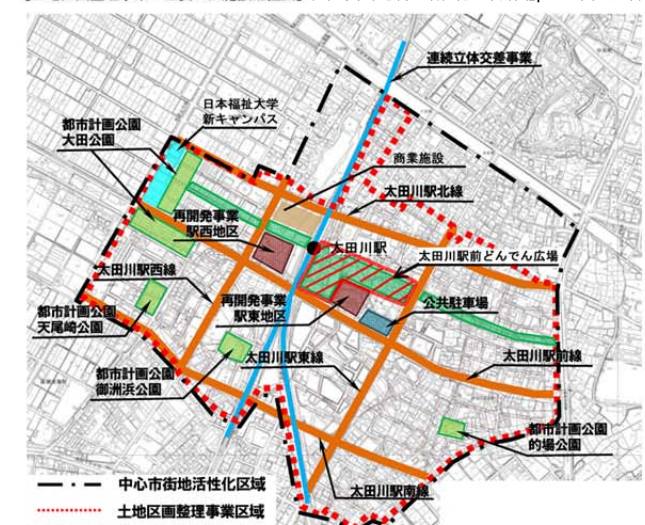 連続立体交差事業
日本福祉大学
新キャンパス
都市計画公園
大田公園
商業施設
太田川駅北線
再開発事業
駅西地区
太田川駅
太田川駅前どんでん広場
太田川駅西線
再開発事業
駅東地区
公共駐車場
都市計画公園
天尾崎公園
太田川駅東線
太田川駅前線
都市計画公園
御洲浜公園
都市計画公園
的場公園
太田川駅南線
中心市街地活性化区域
土地区画整理事業区域